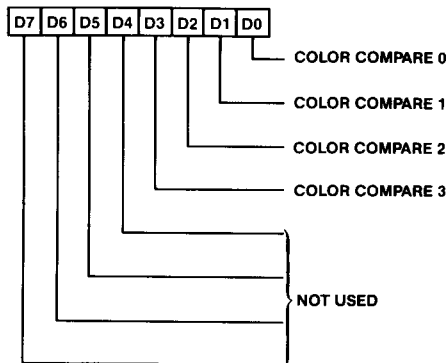 D7 D6 D5 D4 D3 D2 D1 D0
COLOR COMPARE 0
COLOR COMPARE 1
COLOR COMPARE 2
COLOR COMPARE 3
NOT USED